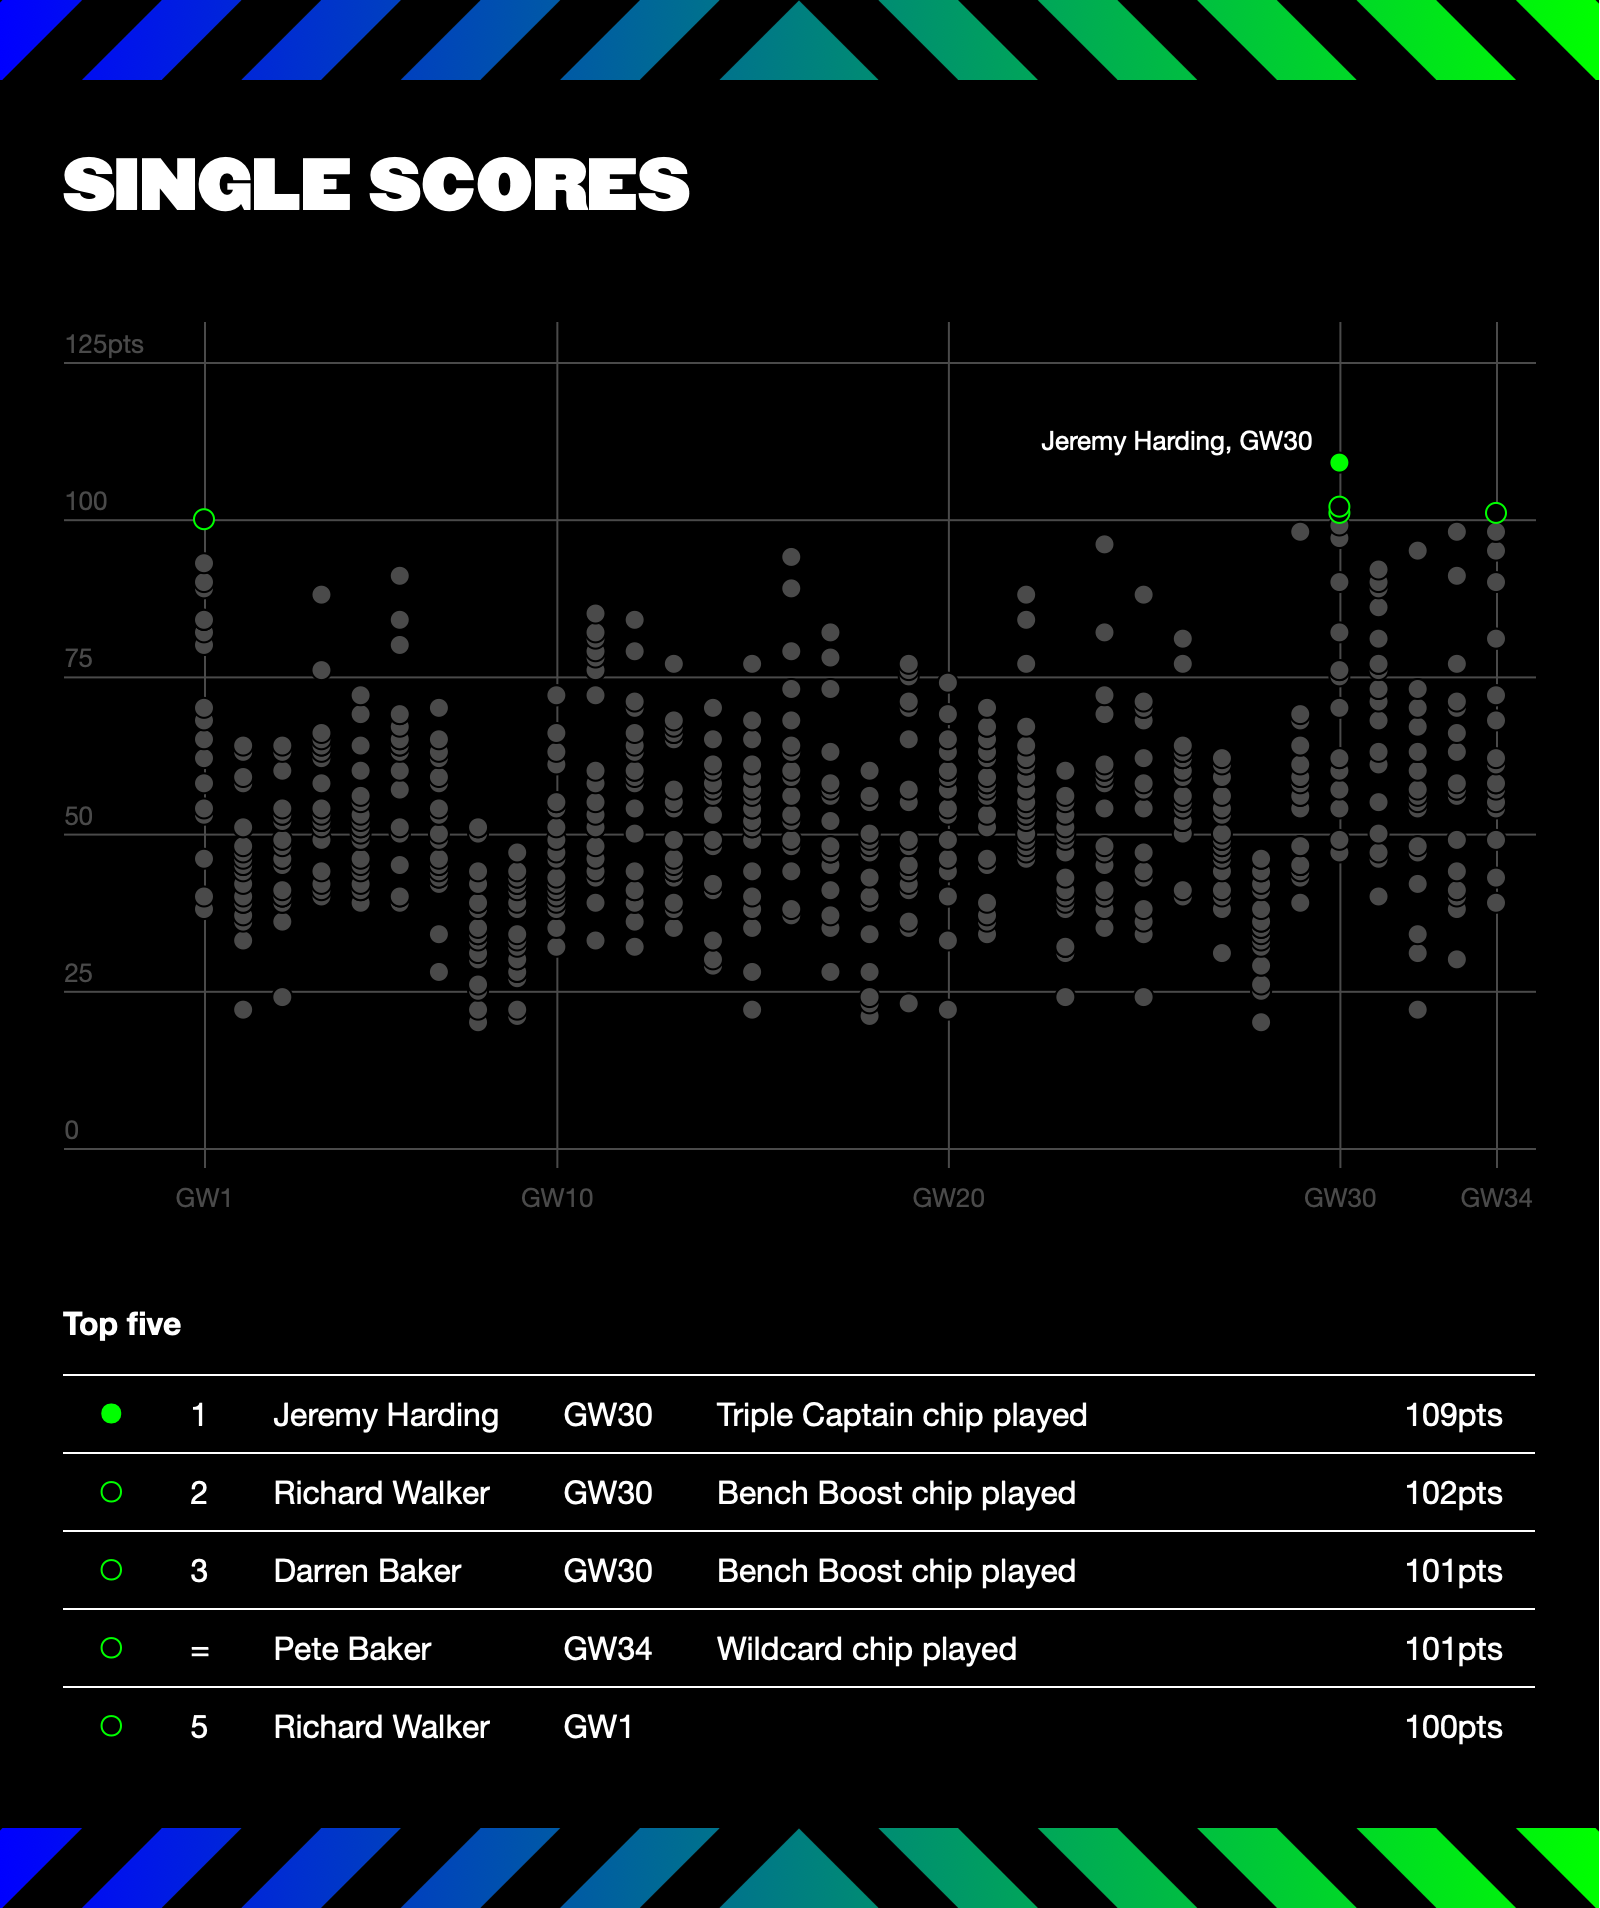 SINGLE SCORES
125pts
Jeremy Harding, GW30
100
75
50
25
0
GW1 GW10 GW20 GW30 GW34
Top five
1 Jeremy Harding GW30 Triple Captain chip played 109pts
2 Richard Walker GW30 Bench Boost chip played 102pts
3 Darren Baker GW30 Bench Boost chip played 101pts
= Pete Baker GW34 Wildcard chip played 101pts
5 Richard Walker GW1 100pts